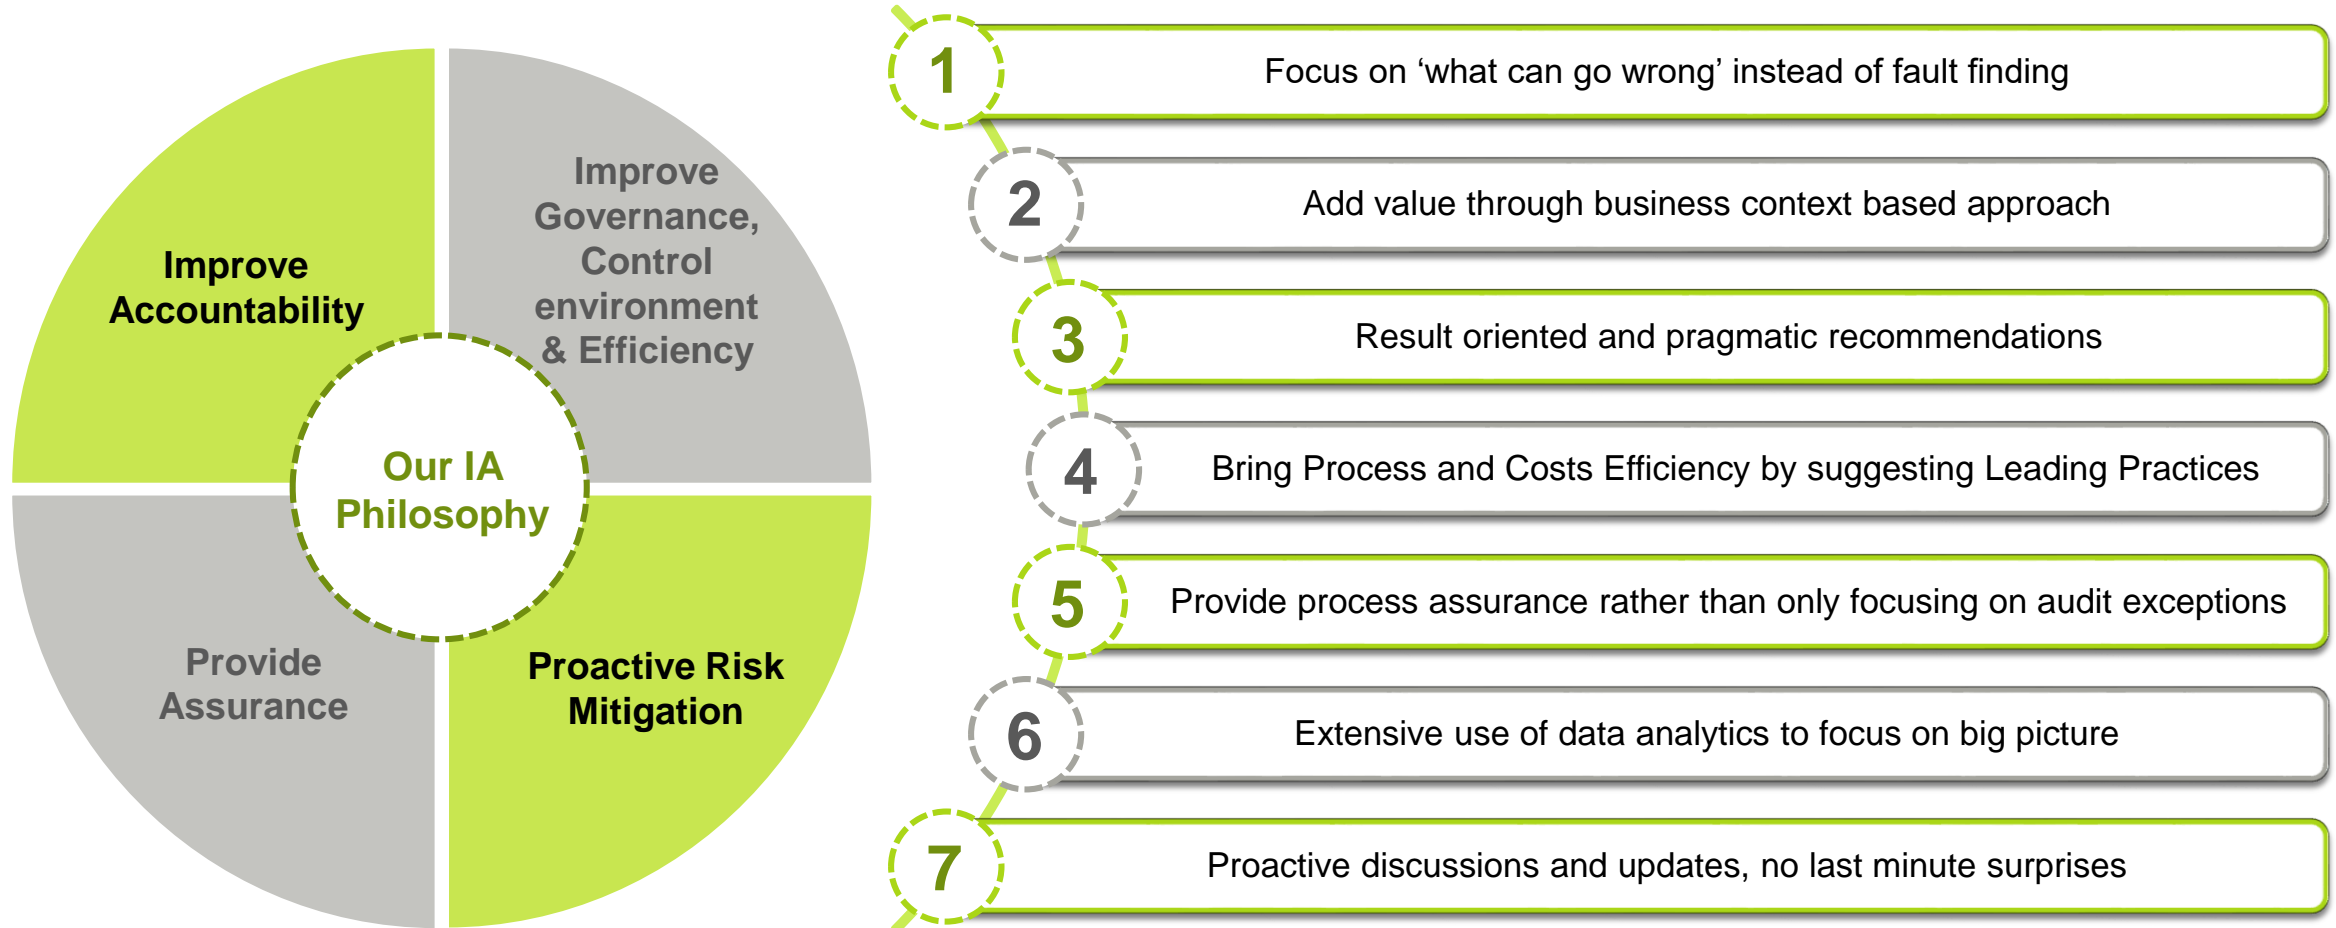 Improve
Accountability
Improve
Governance,
Control
environment
& Efficiency
Our IA
Philosophy
Provide
Assurance
Proactive Risk
Mitigation
1
Focus on ‘what can go wrong’ instead of fault finding
2
Add value through business context based approach
3
Result oriented and pragmatic recommendations
4
Bring Process and Costs Efficiency by suggesting Leading Practices
5
Provide process assurance rather than only focusing on audit exceptions
6
Extensive use of data analytics to focus on big picture
7
Proactive discussions and updates, no last minute surprises